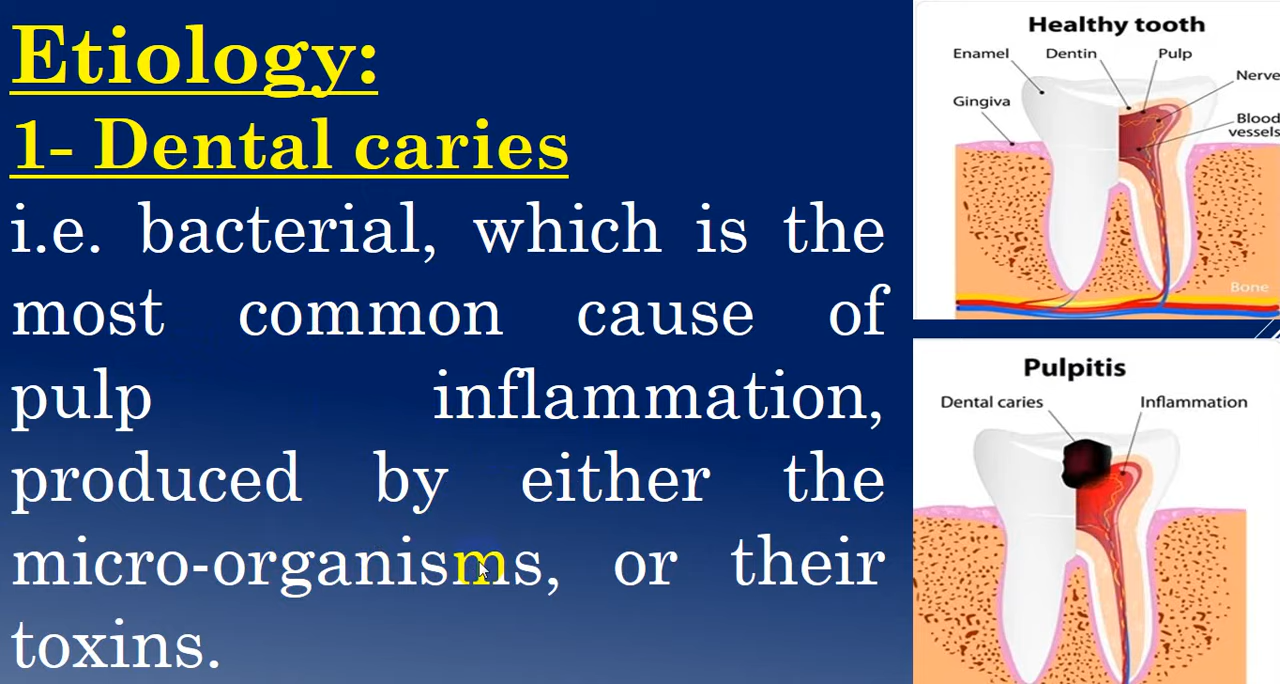 Etiology:
1- Dental caries
i.e. bacterial, which is the
most common cause of
pulp inflammation,
produced by either the
micro-organisms, or their
toxins.
Healthy tooth
Enamel
Dentin
Pulp
Nerve
Gingiva
Blood
vessels
Bone
Pulpitis
Dental caries
Inflammation